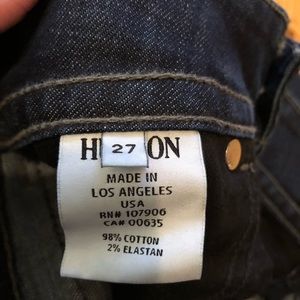 H 27 ON
MADE IN
LOS ANGELES
USA
RN# 107906
CA# 00635
98% COTTON
2% ELASTAN